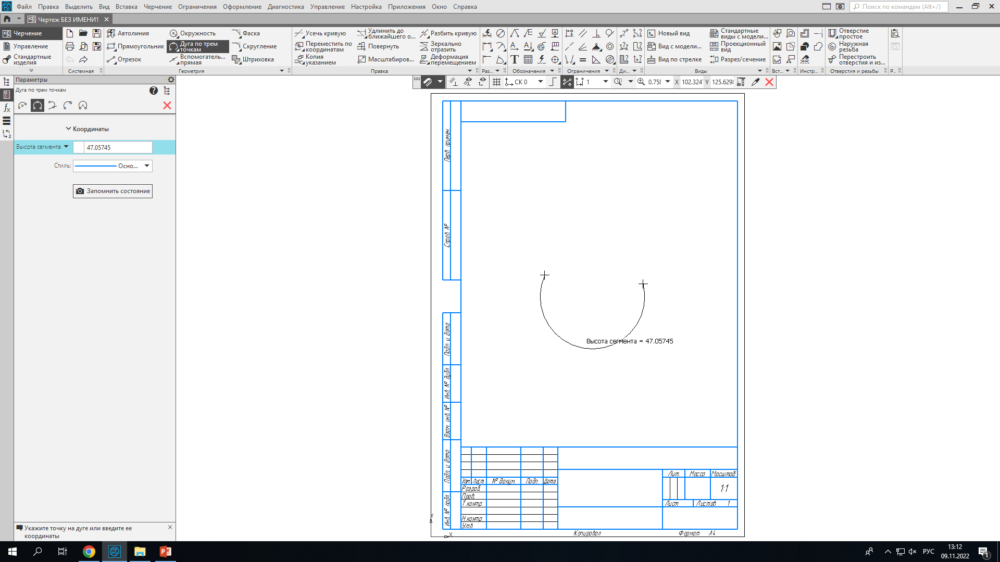 Файл Правка Выделить Вид Вставка Черчение Ограничения Оформление Диагностика Управление Настройка Приложения Окно Справка Поиск по командам (Alt+/)
Чертеж БЕЗ ИМЕНИ1
Черчение
Управление
Стандартные изделия
Системная
Автолиния
Прямоугольник
Отрезок
Окружность
Дуга по трем точкам
Вспомогатель... прямая
Фаска
Скругление
Штриховка
Геометрия
Усечь кривую
Переместить по координатам
Копия указанием
Удлинить до ближайшего о...
Повернуть
Масштабиров...
Разбить кривую
Зеркально отразить
Деформация перемещением
Правка
Раз...
Обозначения
Ограничения
Ди...
Новый вид
Вид с модели...
Вид по стрелке
Стандартные виды с модели...
Проекционный вид
Разрез/сечение
Виды
Вст...
Инстр...
Отверстие простое
Наружная резьба
Перестроить отверстия и из...
Отверстия и резьбы
Р...
Параметры
Дуга по трем точкам
СК 0
1
0.758
X 102.324
Y 125.629
Координаты
Высота сегмента 47.05745
Стиль: Осно...
Запомнить состояние
Перв. примен.
Справ. №
Подп. и дата
Инв. № дубл.
Взам. инв. №
Подп. и дата
Инв. № подл.
Высота сегмента = 47.05745
Изм. Лист № докум. Подп. Дата
Разраб.
Пров.
Т.контр.
Н.контр.
Утв.
Лит. Масса Масштаб
1:1
Лист Листов 1
Копировал Формат A4
Y
X
Укажите точку на дуге или введите ее
координаты
РУС
13:12
09.11.2022
1